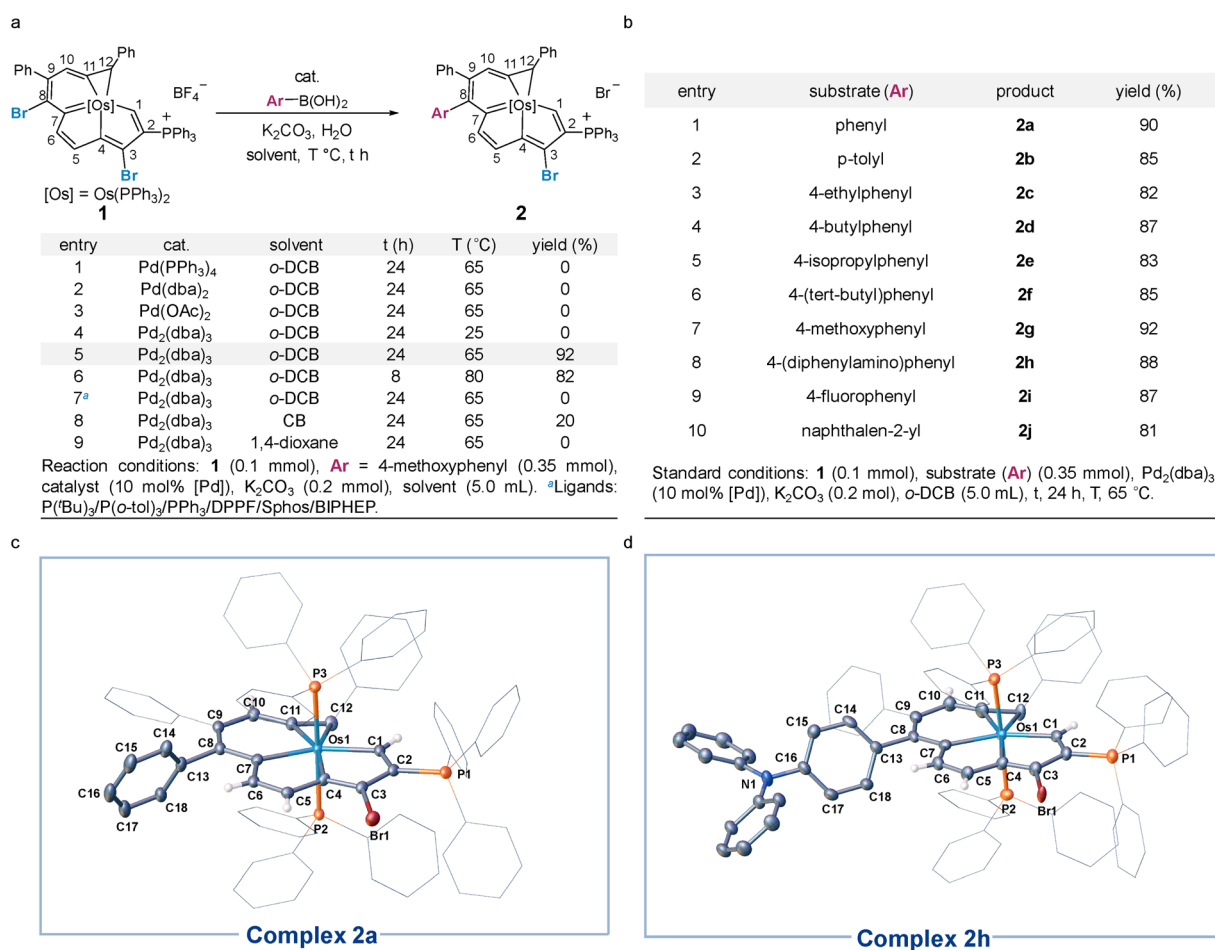 a
Ph 9 10 11 12 Ph
8 Br 7 [Os] 1 2 PPh₃ +
6 5 4 3 Br
BF₄⁻
[Os] = Os(PPh₃)₂
1
cat.
Ar–B(OH)₂
K₂CO₃, H₂O
solvent, T °C, t h
Ph 9 10 11 12 Ph
8 Ar 7 [Os] 1 2 PPh₃ +
6 5 4 3 Br
Br⁻
2
entry cat. solvent t (h) T (°C) yield (%)
1 Pd(PPh₃)₄ o-DCB 24 65 0
2 Pd(dba)₂ o-DCB 24 65 0
3 Pd(OAc)₂ o-DCB 24 65 0
4 Pd₂(dba)₃ o-DCB 24 25 0
5 Pd₂(dba)₃ o-DCB 24 65 92
6 Pd₂(dba)₃ o-DCB 8 80 82
7ᵃ Pd₂(dba)₃ o-DCB 24 65 0
8 Pd₂(dba)₃ CB 24 65 20
9 Pd₂(dba)₃ 1,4-dioxane 24 65 0
Reaction conditions: 1 (0.1 mmol), Ar = 4-methoxyphenyl (0.35 mmol),
catalyst (10 mol% [Pd]), K₂CO₃ (0.2 mmol), solvent (5.0 mL). ᵃLigands:
P(ᵗBu)₃/P(o-tol)₃/PPh₃/DPPF/Sphos/BIPHEP.
b
entry substrate (Ar) product yield (%)
1 phenyl 2a 90
2 p-tolyl 2b 85
3 4-ethylphenyl 2c 82
4 4-butylphenyl 2d 87
5 4-isopropylphenyl 2e 83
6 4-(tert-butyl)phenyl 2f 85
7 4-methoxyphenyl 2g 92
8 4-(diphenylamino)phenyl 2h 88
9 4-fluorophenyl 2i 87
10 naphthalen-2-yl 2j 81
Standard conditions: 1 (0.1 mmol), substrate (Ar) (0.35 mmol), Pd₂(dba)₃
(10 mol% [Pd]), K₂CO₃ (0.2 mol), o-DCB (5.0 mL), t, 24 h, T, 65 °C.
c
P3
C10 C11 C12
C9
C15 C14 C8 Os1 C1
C7 C2
C13 P1
C16 C6 C5 C4 C3
C17 C18
P2 Br1
Complex 2a
d
P3
C10 C11 C12
C15 C14 C9
C8 Os1 C1
C16 C7 C2
C13 P1
N1 C6 C5 C4 C3
C17 C18
P2 Br1
Complex 2h